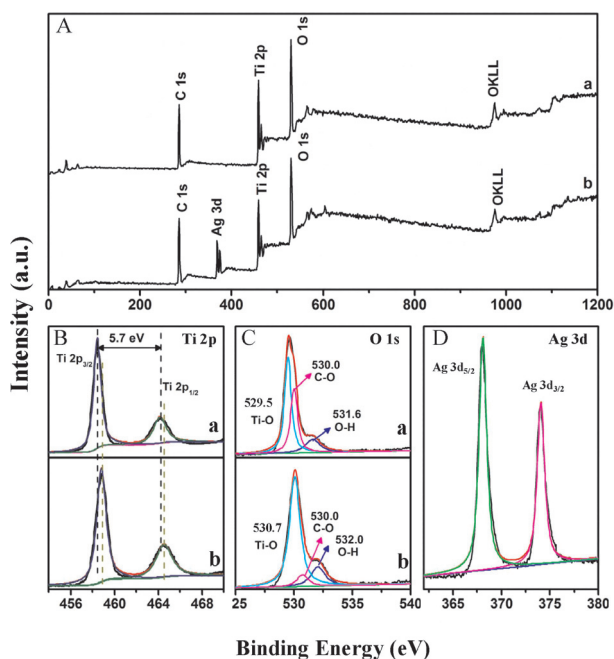 A
C 1s
Ti 2p
O 1s
OKLL
a
C 1s
Ag 3d
Ti 2p
O 1s
OKLL
b
0 200 400 600 800 1000 1200
Intensity (a.u.)
B
5.7 eV
Ti 2p
Ti 2p3/2
Ti 2p1/2
a
b
454 459 464 470
C
O 1s
530.0
C-O
529.5
Ti-O
531.6
O-H
a
530.7
Ti-O
530.0
C-O
532.0
O-H
b
25 530 535 540
D
Ag 3d
Ag 3d5/2
Ag 3d3/2
365 370 375 380
Binding Energy (eV)